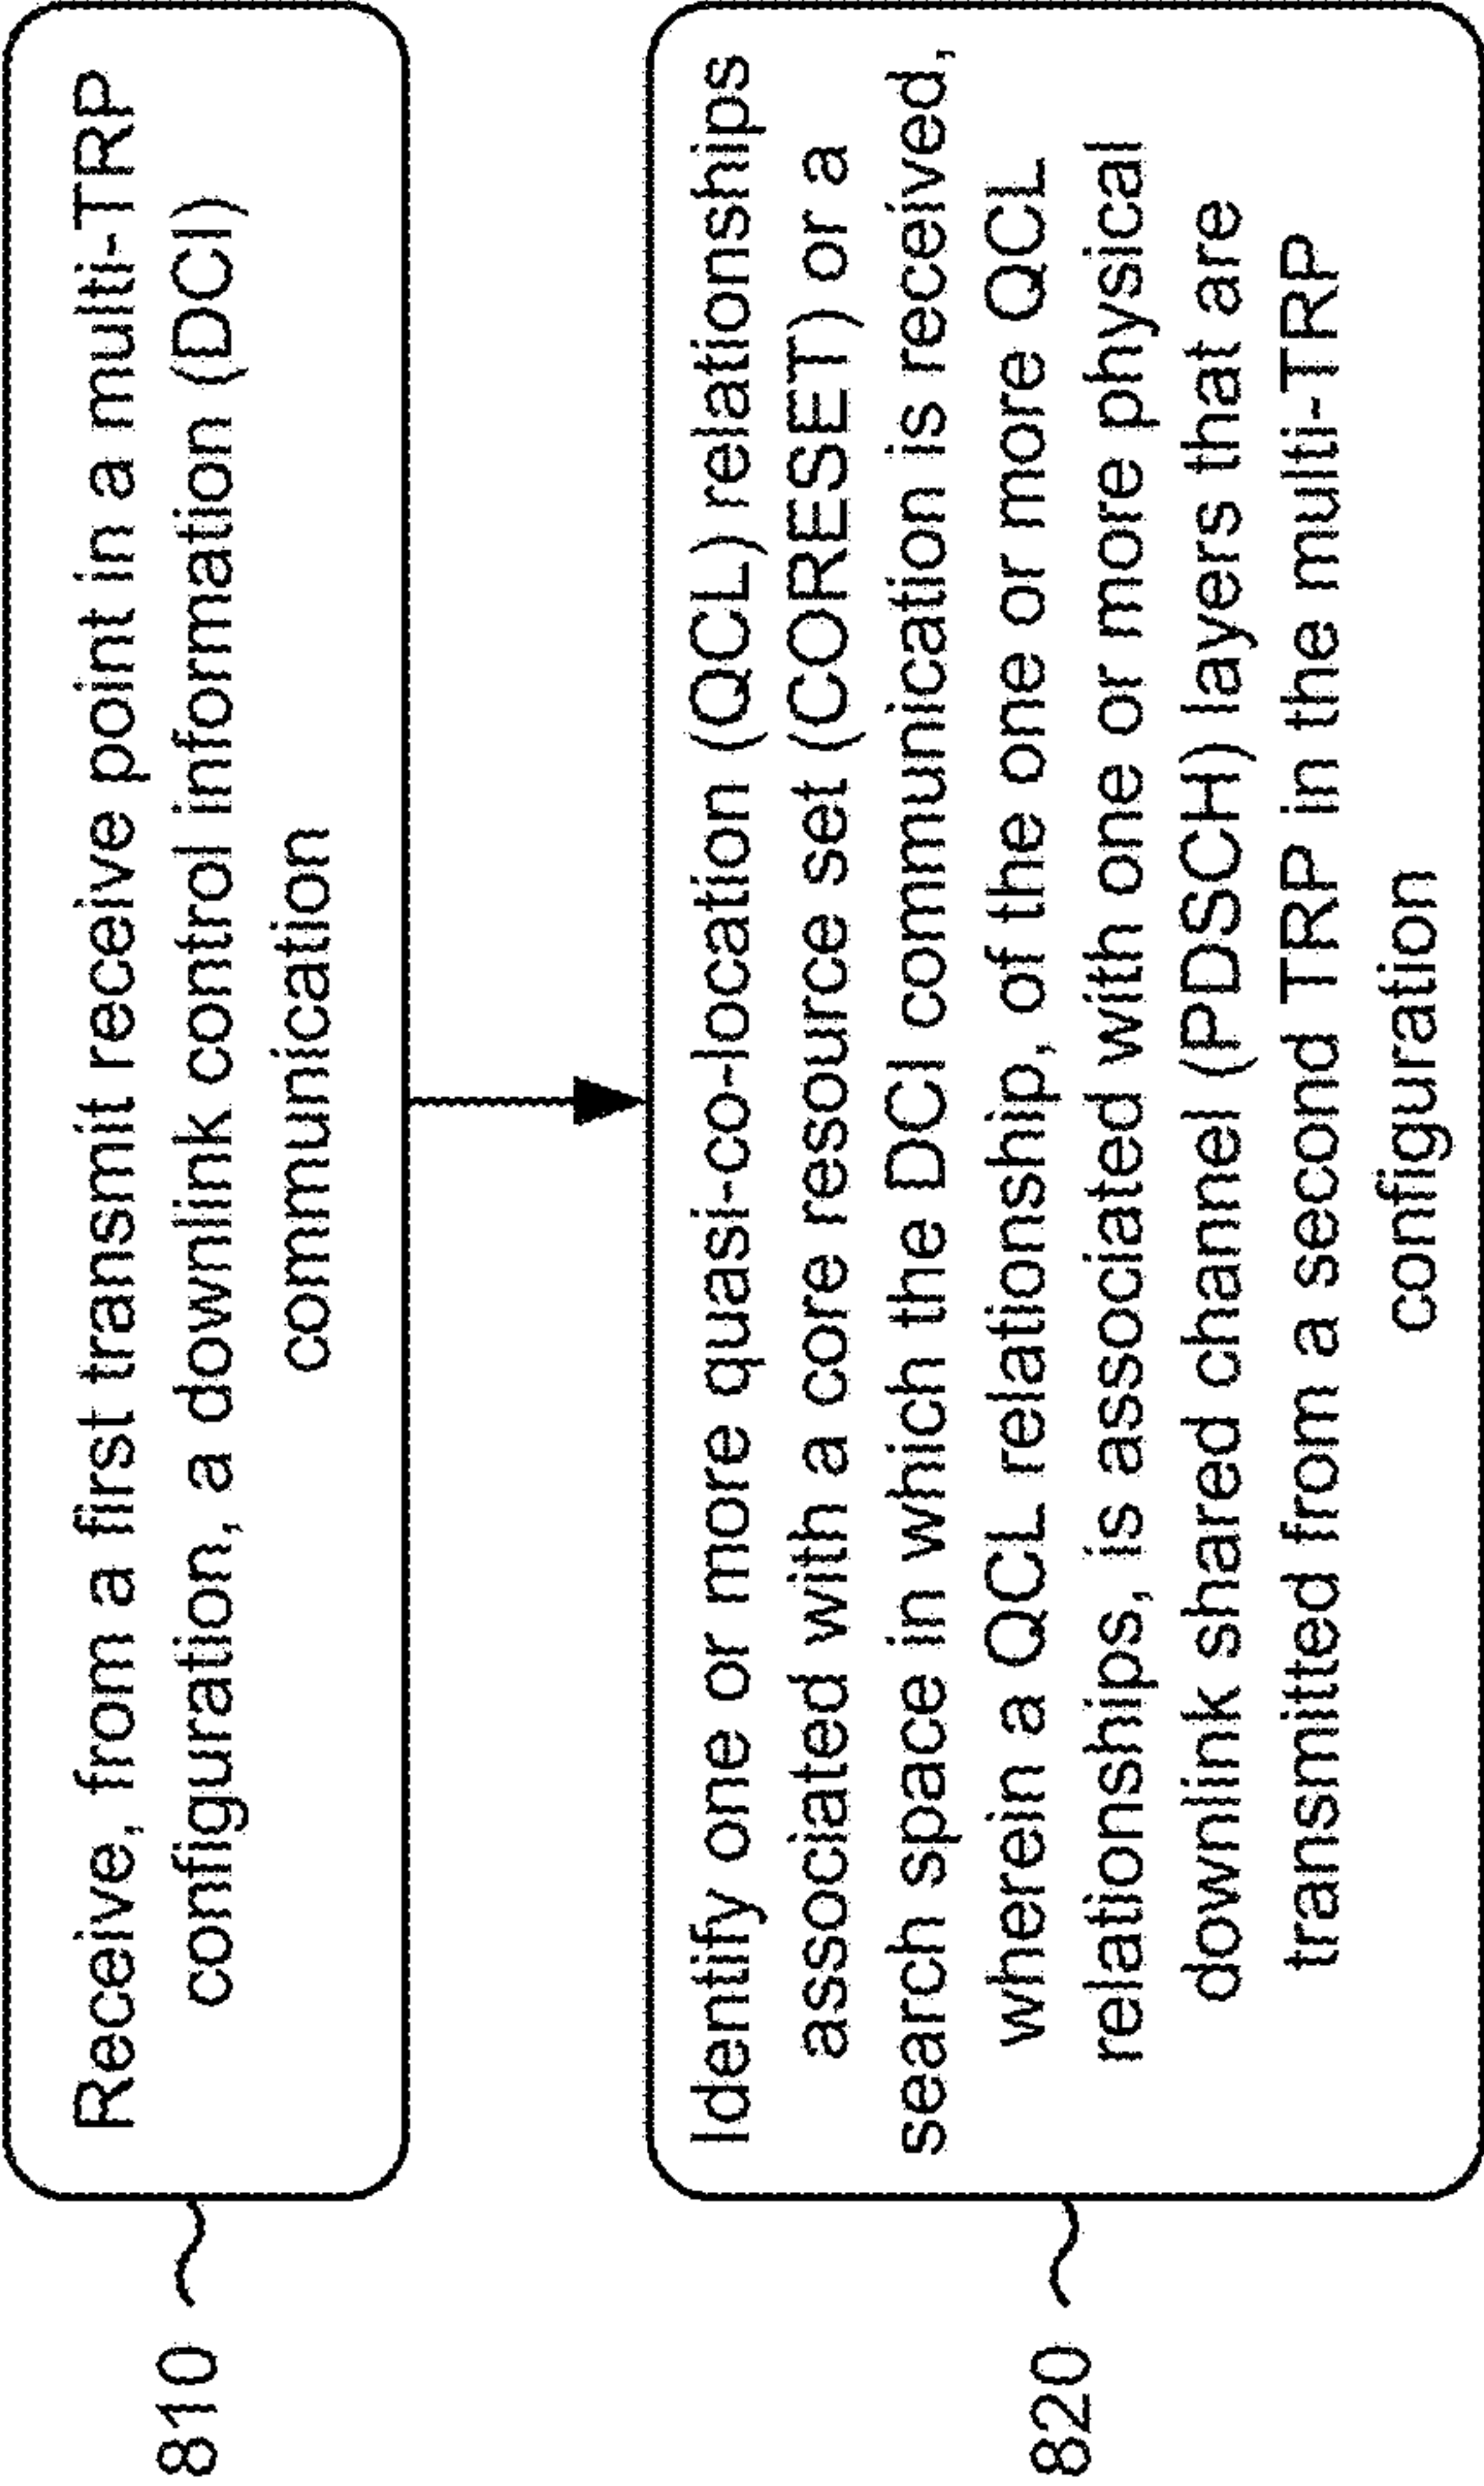 810
Receive, from a first transmit receive point in a multi-TRP
configuration, a downlink control information (DCI)
communication
820
Identify one or more quasi-co-location (QCL) relationships
associated with a core resource set (CORESET) or a
search space in which the DCI communication is received,
wherein a QCL relationship, of the one or more QCL
relationships, is associated with one or more physical
downlink shared channel (PDSCH) layers that are
transmitted from a second TRP in the multi-TRP
configuration